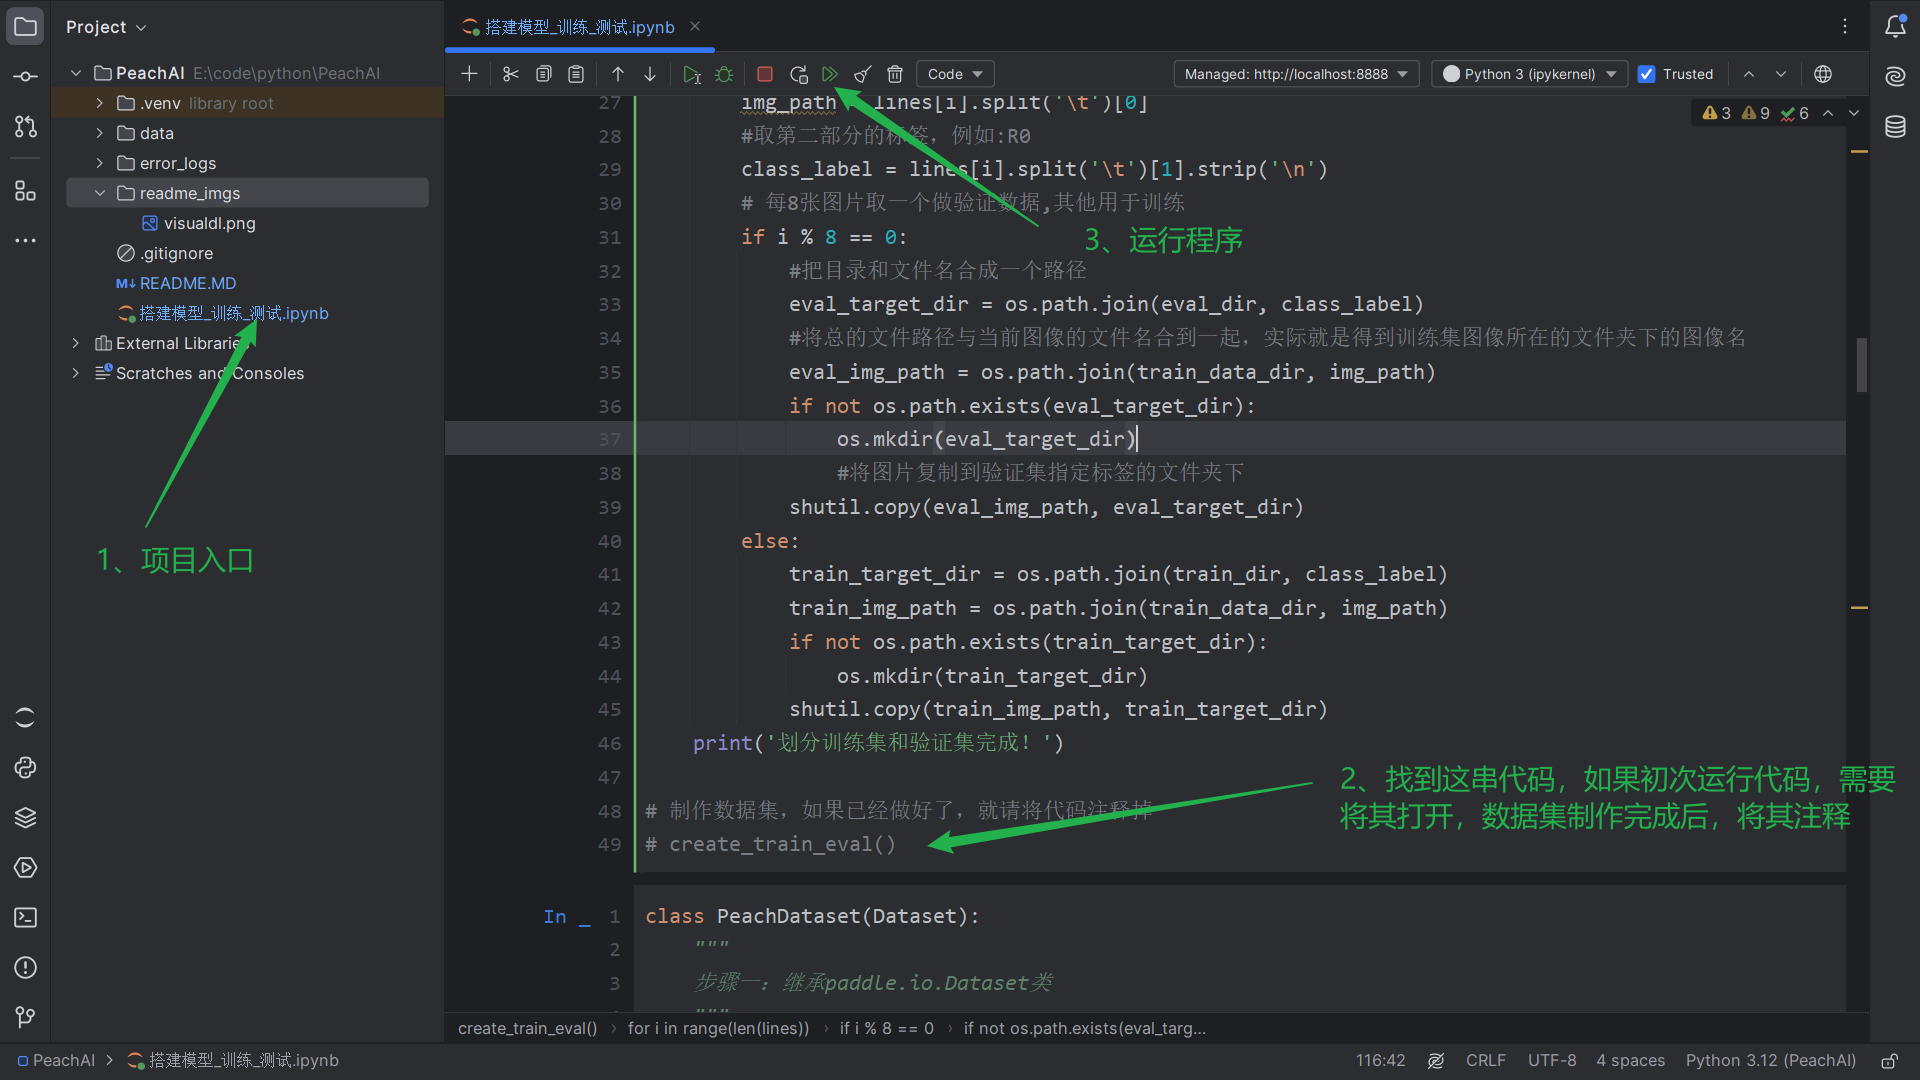 Project
搭建模型_训练_测试.ipynb
PeachAI E:\code\python\PeachAI
.venv library root
data
error_logs
readme_imgs
visualdl.png
.gitignore
M↓ README.MD
搭建模型_训练_测试.ipynb
External Libraries
Scratches and Consoles
1、项目入口
Code
Managed: http://localhost:8888
Python 3 (ipykernel)
Trusted
3 9 6
27 img_path lines[i].split('\t')[0]
28 #取第二部分的标签，例如:R0
29 class_label = lines[i].split('\t')[1].strip('\n')
30 # 每8张图片取一个做验证数据,其他用于训练
31 if i % 8 == 0:
3、运行程序
32 #把目录和文件名合成一个路径
33 eval_target_dir = os.path.join(eval_dir, class_label)
34 #将总的文件路径与当前图像的文件名合到一起，实际就是得到训练集图像所在的文件夹下的图像名
35 eval_img_path = os.path.join(train_data_dir, img_path)
36 if not os.path.exists(eval_target_dir):
37 os.mkdir(eval_target_dir)
38 #将图片复制到验证集指定标签的文件夹下
39 shutil.copy(eval_img_path, eval_target_dir)
40 else:
41 train_target_dir = os.path.join(train_dir, class_label)
42 train_img_path = os.path.join(train_data_dir, img_path)
43 if not os.path.exists(train_target_dir):
44 os.mkdir(train_target_dir)
45 shutil.copy(train_img_path, train_target_dir)
46 print('划分训练集和验证集完成！')
47
2、找到这串代码，如果初次运行代码，需要
将其打开，数据集制作完成后，将其注释
48 # 制作数据集，如果已经做好了，就请将代码注释掉
49 # create_train_eval()
In _ 1 class PeachDataset(Dataset):
2 """
3 步骤一：继承paddle.io.Dataset类
"""
create_train_eval() › for i in range(len(lines)) › if i % 8 == 0 › if not os.path.exists(eval_targ...
PeachAI › 搭建模型_训练_测试.ipynb
116:42 CRLF UTF-8 4 spaces Python 3.12 (PeachAI)